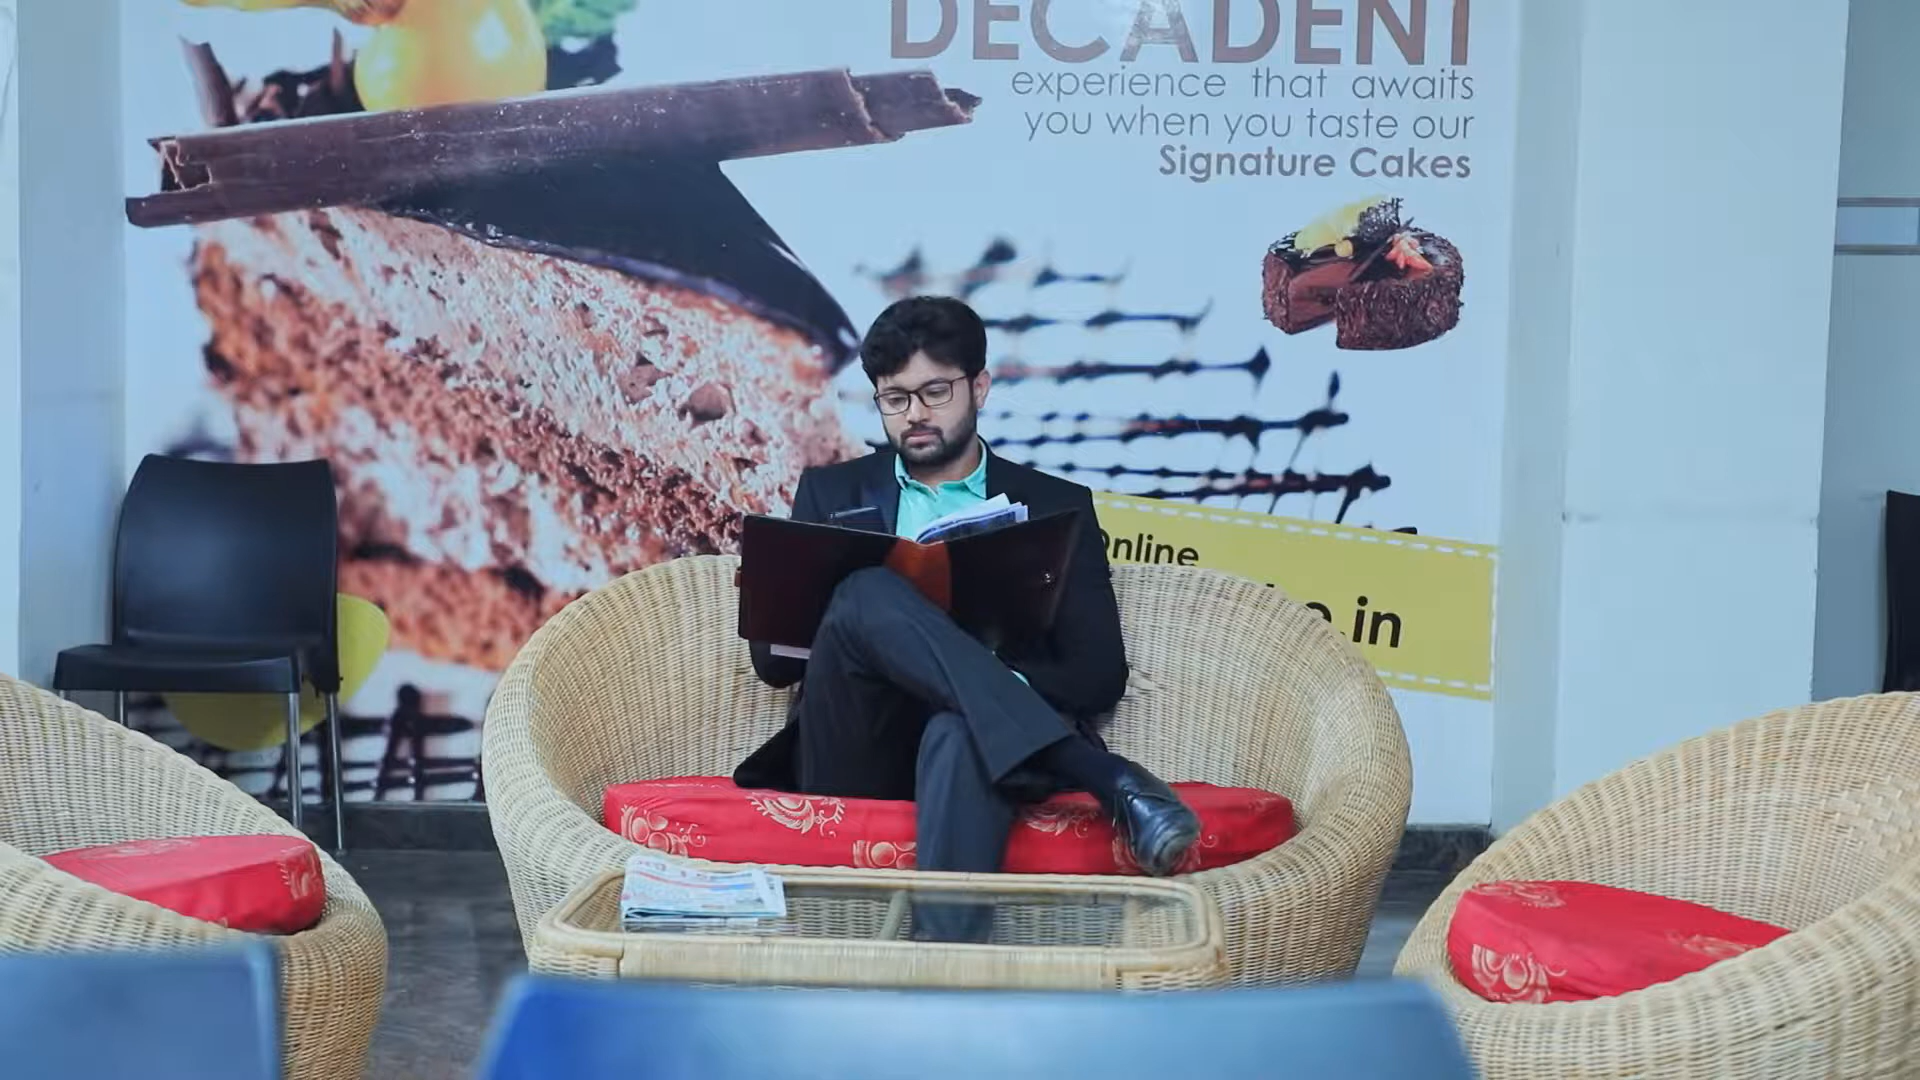 DECADENT
experience that awaits
you when you taste our
Signature Cakes
Online
.in